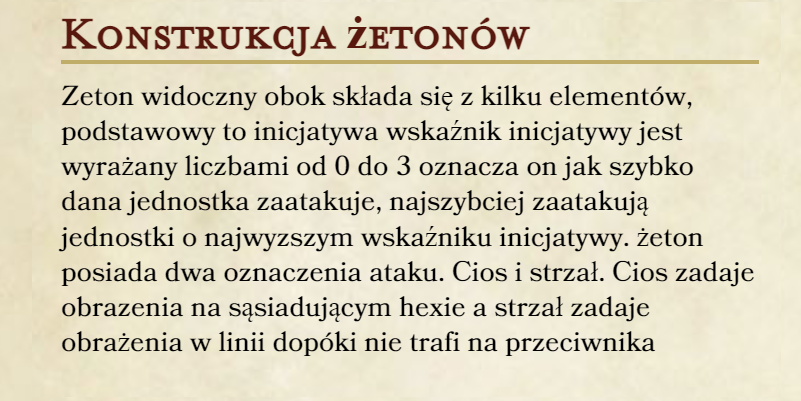 Konstrukcja żetonów
Zeton widoczny obok składa się z kilku elementów,
podstawowy to inicjatywa wskaźnik inicjatywy jest
wyrażany liczbami od 0 do 3 oznacza on jak szybko
dana jednostka zaatakuje, najszybciej zaatakują
jednostki o najwyzszym wskaźniku inicjatywy. żeton
posiada dwa oznaczenia ataku. Cios i strzał. Cios zadaje
obrazenia na sąsiadującym hexie a strzał zadaje
obrażenia w linii dopóki nie trafi na przeciwnika